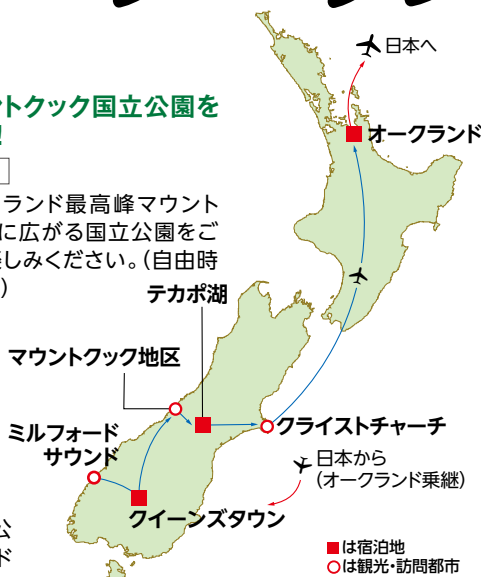 日本へ
ントクック国立公園を
オークランド
ランド最高峰マウント
に広がる国立公園をご
楽しみください。(自由時
)
テカポ湖
マウントクック地区
クライストチャーチ
ミルフォード
サウンド
日本から
(オークランド乗継)
クイーンズタウン
公
ド
■は宿泊地
○は観光・訪問都市